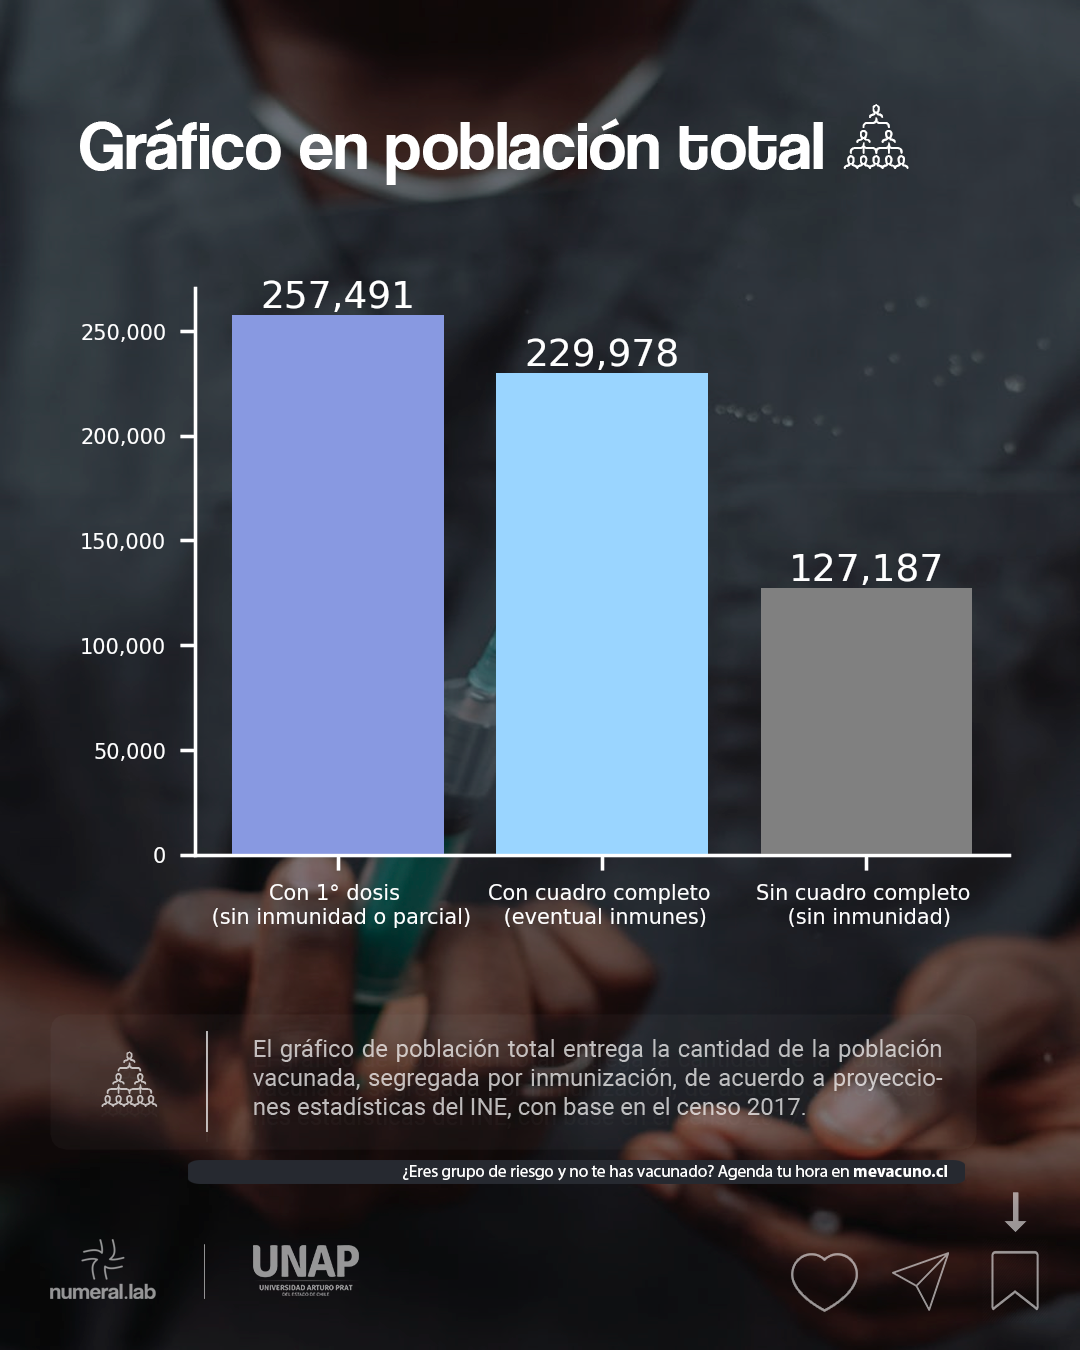 Gráfico en población total
257,491
229,978
127,187
250,000
200,000
150,000
100,000
50,000
0
Con 1° dosis
(sin inmunidad o parcial)
Con cuadro completo
(eventual inmunes)
Sin cuadro completo
(sin inmunidad)
El gráfico de población total entrega la cantidad de la población
vacunada, segregada por inmunización, de acuerdo a proyeccio-
nes estadísticas del INE, con base en el censo 2017.
¿Eres grupo de riesgo y no te has vacunado? Agenda tu hora en mevacuno.cl
numeral.lab
UNAP
UNIVERSIDAD ARTURO PRAT
DEL ESTADO DE CHILE